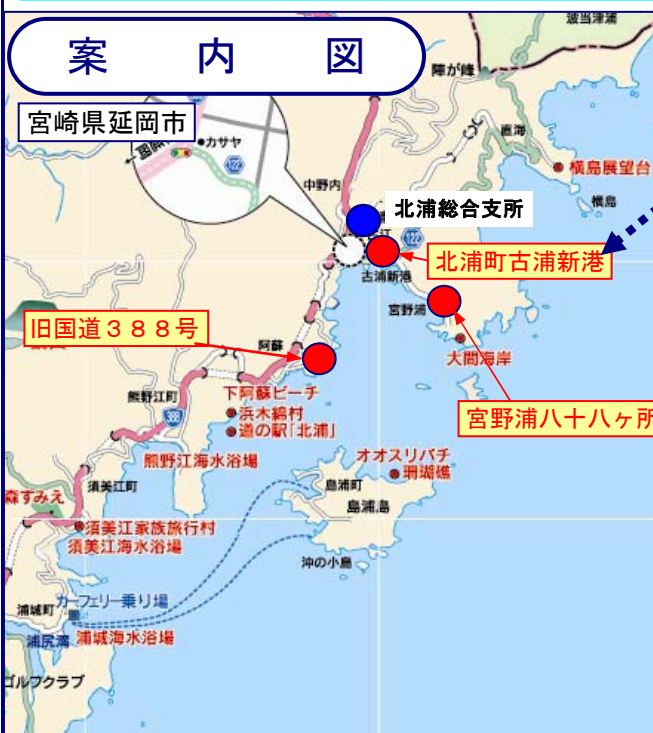 波当津浦
案内図
陣が峰
宮崎県延岡市
直海
カサヤ
122
横島展望台
中野内
横島
北浦総合支所
122
北浦町古浦新港
古浦新港
宮野浦
旧国道３８８号
阿蘇
大間海岸
下阿蘇ビーチ
熊野江町
浜木綿村
388
道の駅「北浦」
宮野浦八十八ヶ所
熊野江海水浴場
オオスリバチ
珊瑚礁
須美江町
島浦町
森すみえ
島浦島
須美江家族旅行村
須美江海水浴場
沖の小島
カーフェリー乗り場
浦城町
浦尻湾
浦城海水浴場
ゴルフクラブ